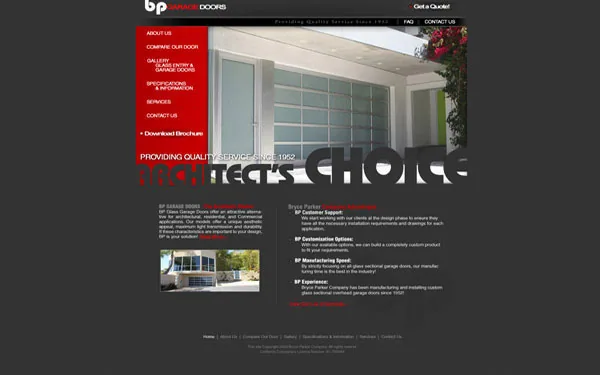 bp GARAGE DOORS
Get a Quote!
Providing Quality Service Since 1952 | FAQ | CONTACT US
ABOUT US
COMPARE OUR DOOR
GALLERY
GLASS ENTRY &
GARAGE DOORS
SPECIFICATIONS
& INFORMATION
SERVICES
CONTACT US
• Download Brochure
PROVIDING QUALITY SERVICE SINCE 1952
ARCHITECT'S CHOICE
BP GARAGE DOORS
BP Glass Garage Doors offer an attractive alterna-
tive for architectural, residential, and Commercial
applications. Our models offer a unique aesthetic
appeal, maximum light transmission and durability.
If these characteristics are important to your design,
BP is your solution!
Bryce Parker
BP Customer Support:
We start working with our clients at the design phase to ensure they
have all the necessary installation requirements and drawings for each
application.
BP Customization Options:
With our available options, we can build a completely custom product
to fit your requirements.
BP Manufacturing Speed:
By strictly focusing on all glass sectional garage doors, our manufac-
turing time is the best in the industry!
BP Experience:
Bryce Parker Company has been manufacturing and installing custom
glass sectional overhead garage doors since 1952!
Home | About Us | Compare Our Door | Gallery | Specifications & Information | Services | Contact Us